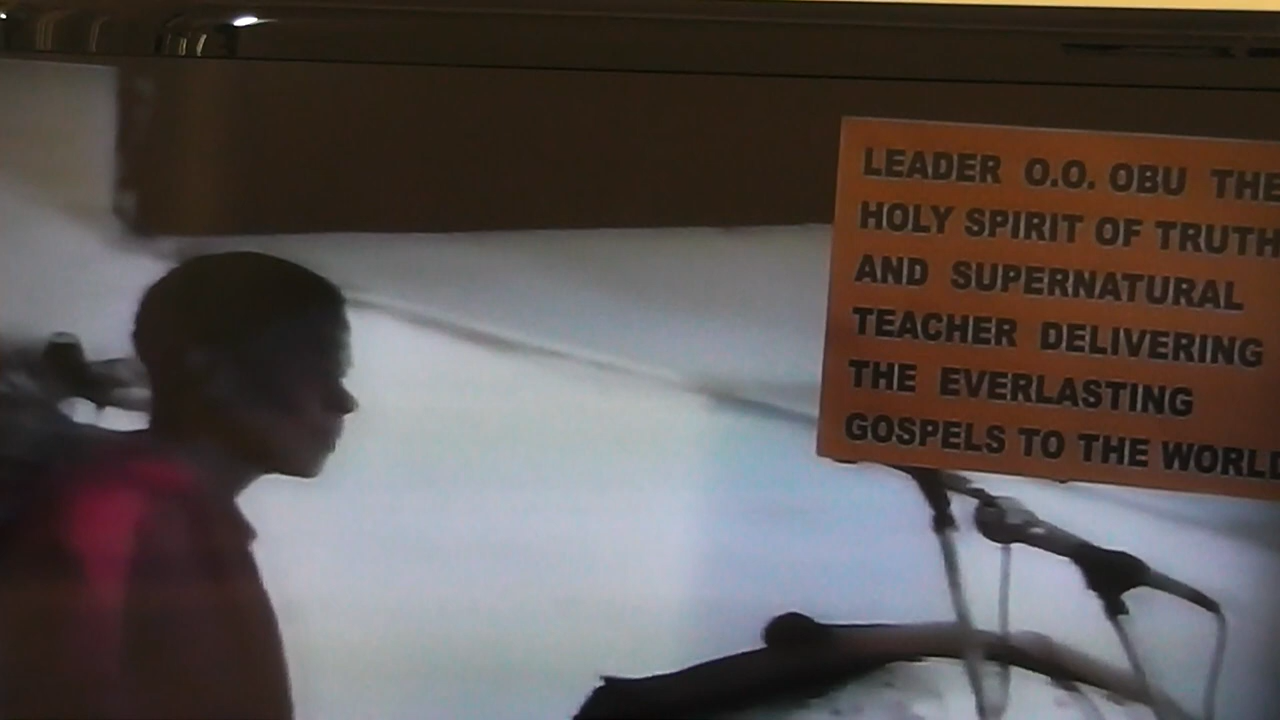 LEADER O.O. OBU THE
HOLY SPIRIT OF TRUTH
AND SUPERNATURAL
TEACHER DELIVERING
THE EVERLASTING
GOSPELS TO THE WORLD